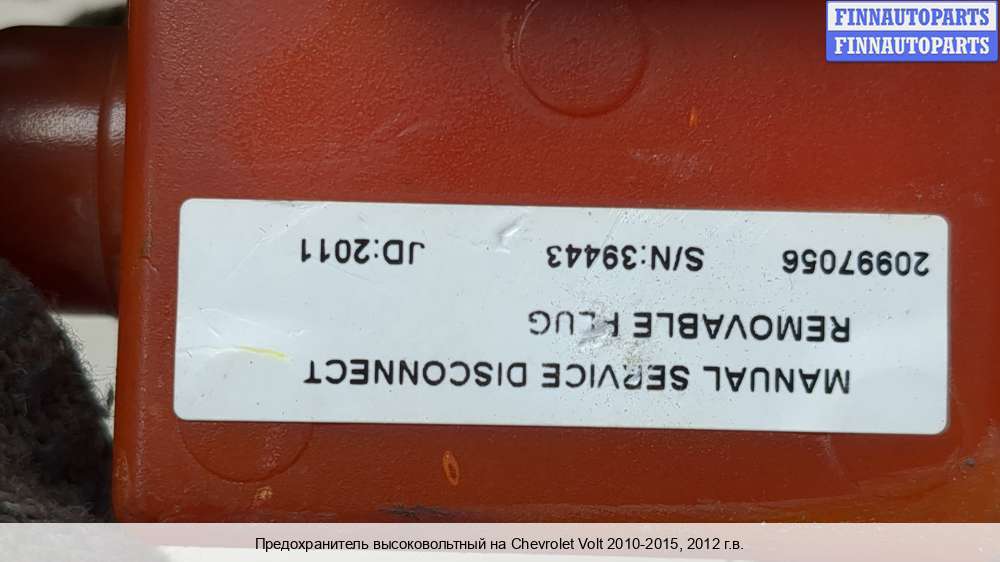 FINNAUTOPARTS
FINNAUTOPARTS
MANUAL SERVICE DISCONNECT
REMOVABLE PLUG
20997056 S/N:39443 JD:2011
Предохранитель высоковольтный на Chevrolet Volt 2010-2015, 2012 г.в.